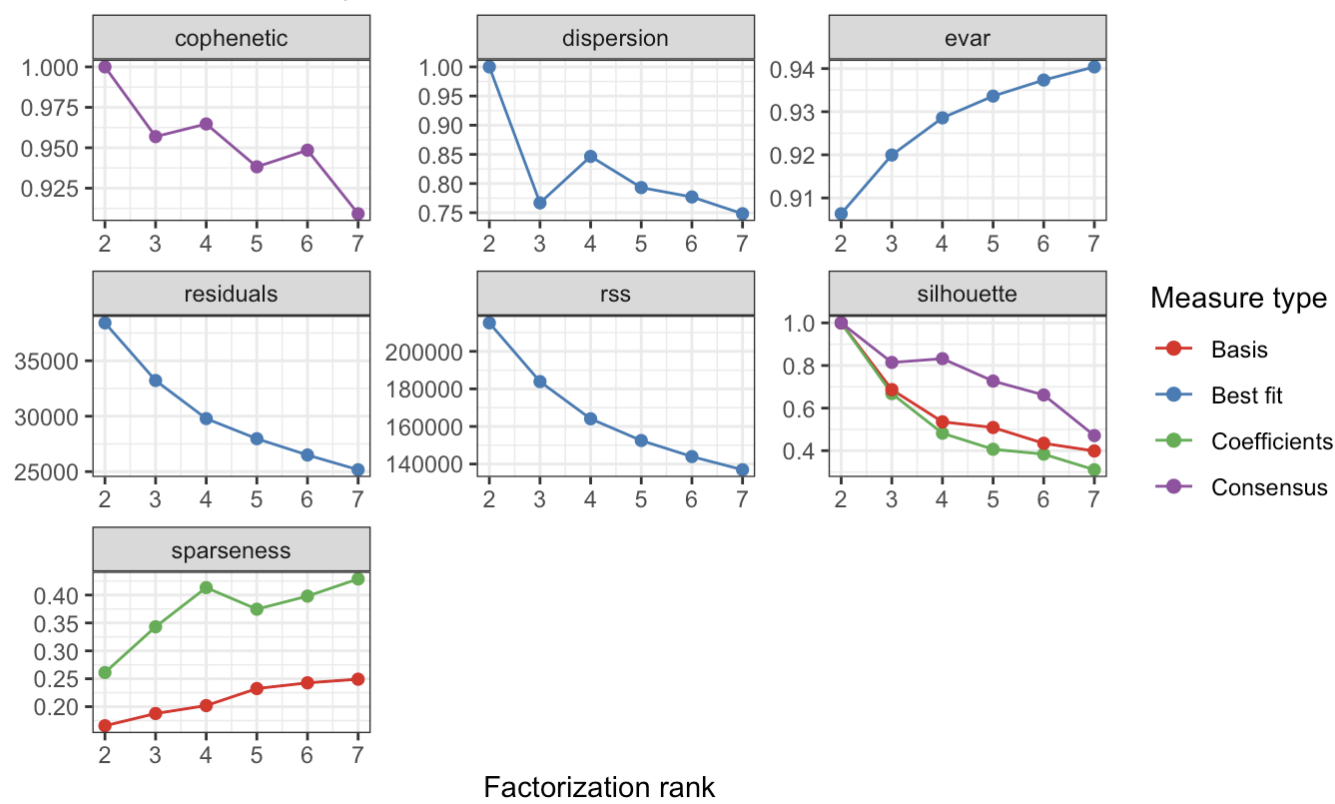 cophenetic
dispersion
evar
1.000
0.975
0.950
0.925
2 3 4 5 6 7
1.00
0.95
0.90
0.85
0.80
0.75
2 3 4 5 6 7
0.94
0.93
0.92
0.91
2 3 4 5 6 7
residuals
rss
silhouette
35000
30000
25000
2 3 4 5 6 7
200000
180000
160000
140000
2 3 4 5 6 7
1.0
0.8
0.6
0.4
2 3 4 5 6 7
Measure type
Basis
Best fit
Coefficients
Consensus
sparseness
0.40
0.35
0.30
0.25
0.20
2 3 4 5 6 7
Factorization rank